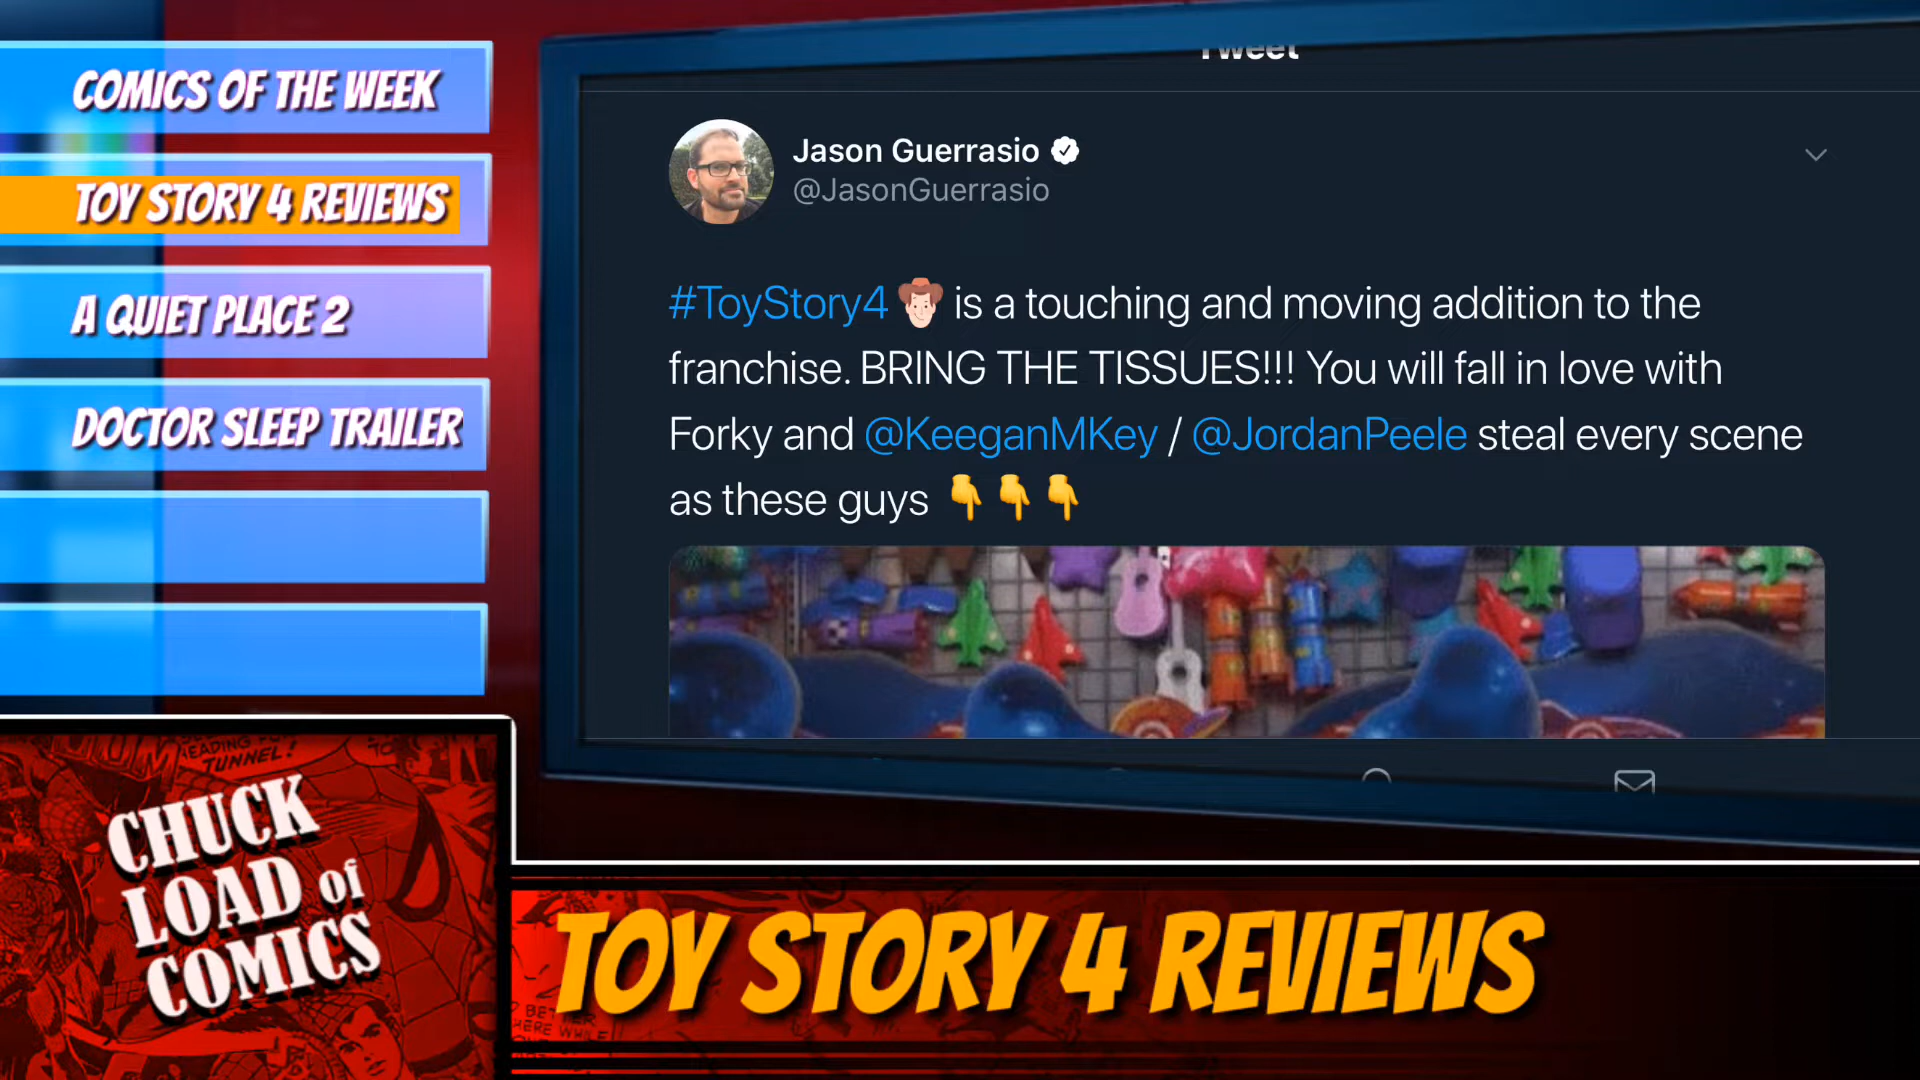 COMICS OF THE WEEK
TOY STORY 4 REVIEWS
A QUIET PLACE 2
DOCTOR SLEEP TRAILER
Tweet
Jason Guerrasio
@JasonGuerrasio
#ToyStory4 is a touching and moving addition to the
franchise. BRING THE TISSUES!!! You will fall in love with
Forky and @KeeganMKey / @JordanPeele steal every scene
as these guys 👇👇👇
TUNNEL!
CHUCK
LOAD of
COMICS
TOY STORY 4 REVIEWS